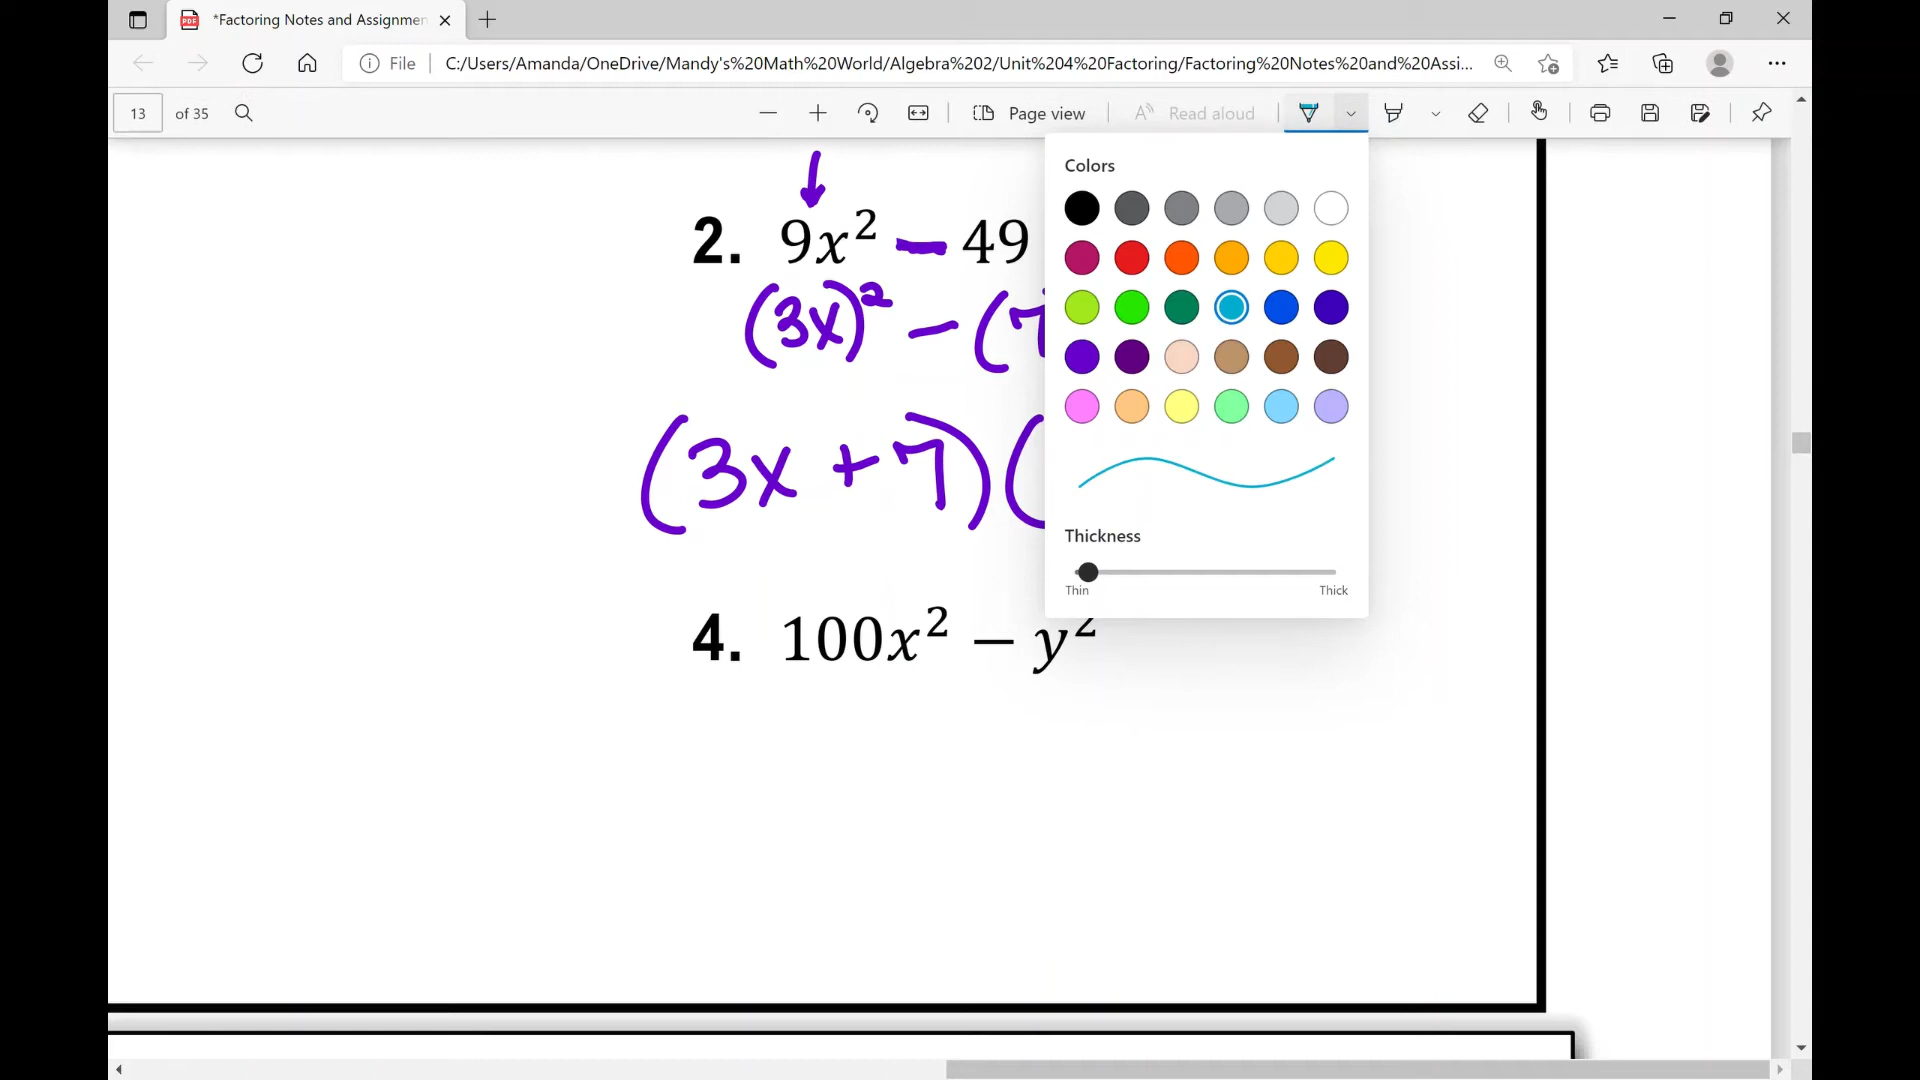 *Factoring Notes and Assignmen
File
C:/Users/Amanda/OneDrive/Mandy's%20Math%20World/Algebra%202/Unit%204%20Factoring/Factoring%20Notes%20and%20Assi...
13 of 35
Page view
Read aloud
Colors
2. 9x² − 49
(3x)² − (7
(3x + 7)(
Thickness
Thin Thick
4. 100x² − y²